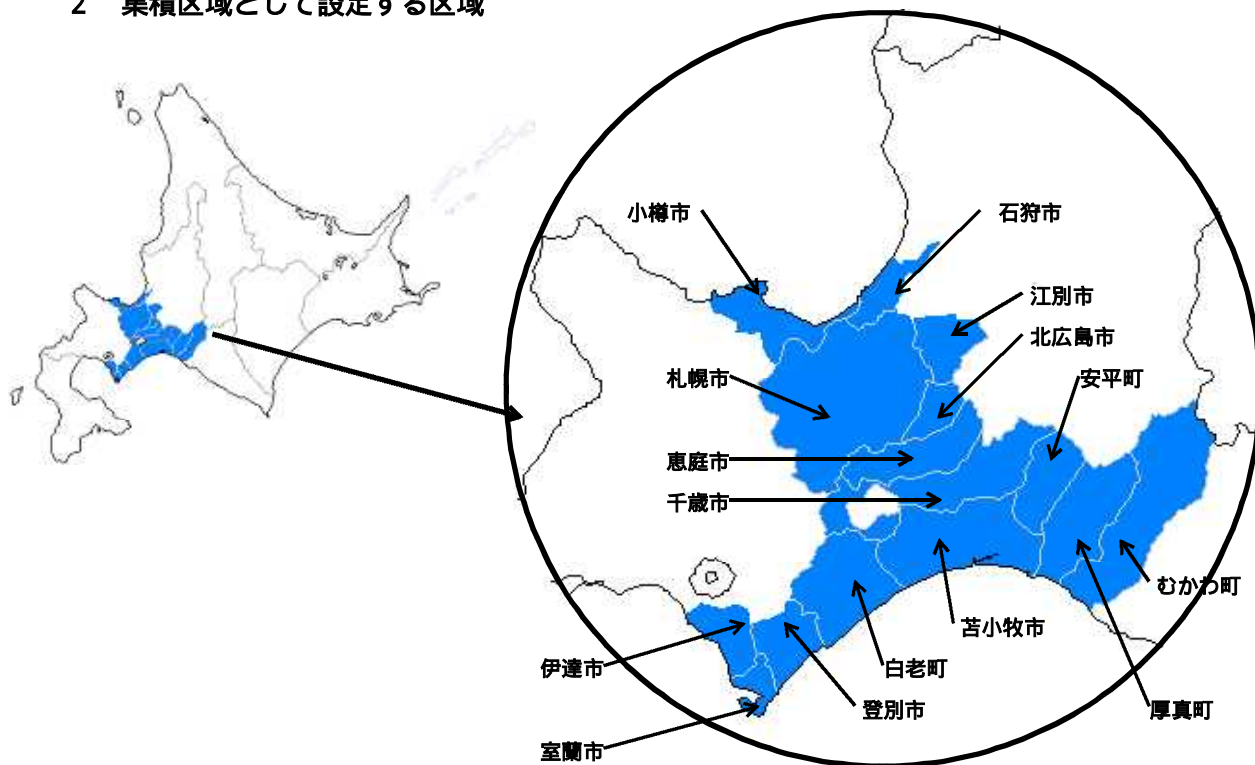 2 集積区域として設定する区域
小樽市
石狩市
江別市
北広島市
札幌市
安平町
恵庭市
千歳市
むかわ町
苫小牧市
伊達市
白老町
登別市
厚真町
室蘭市